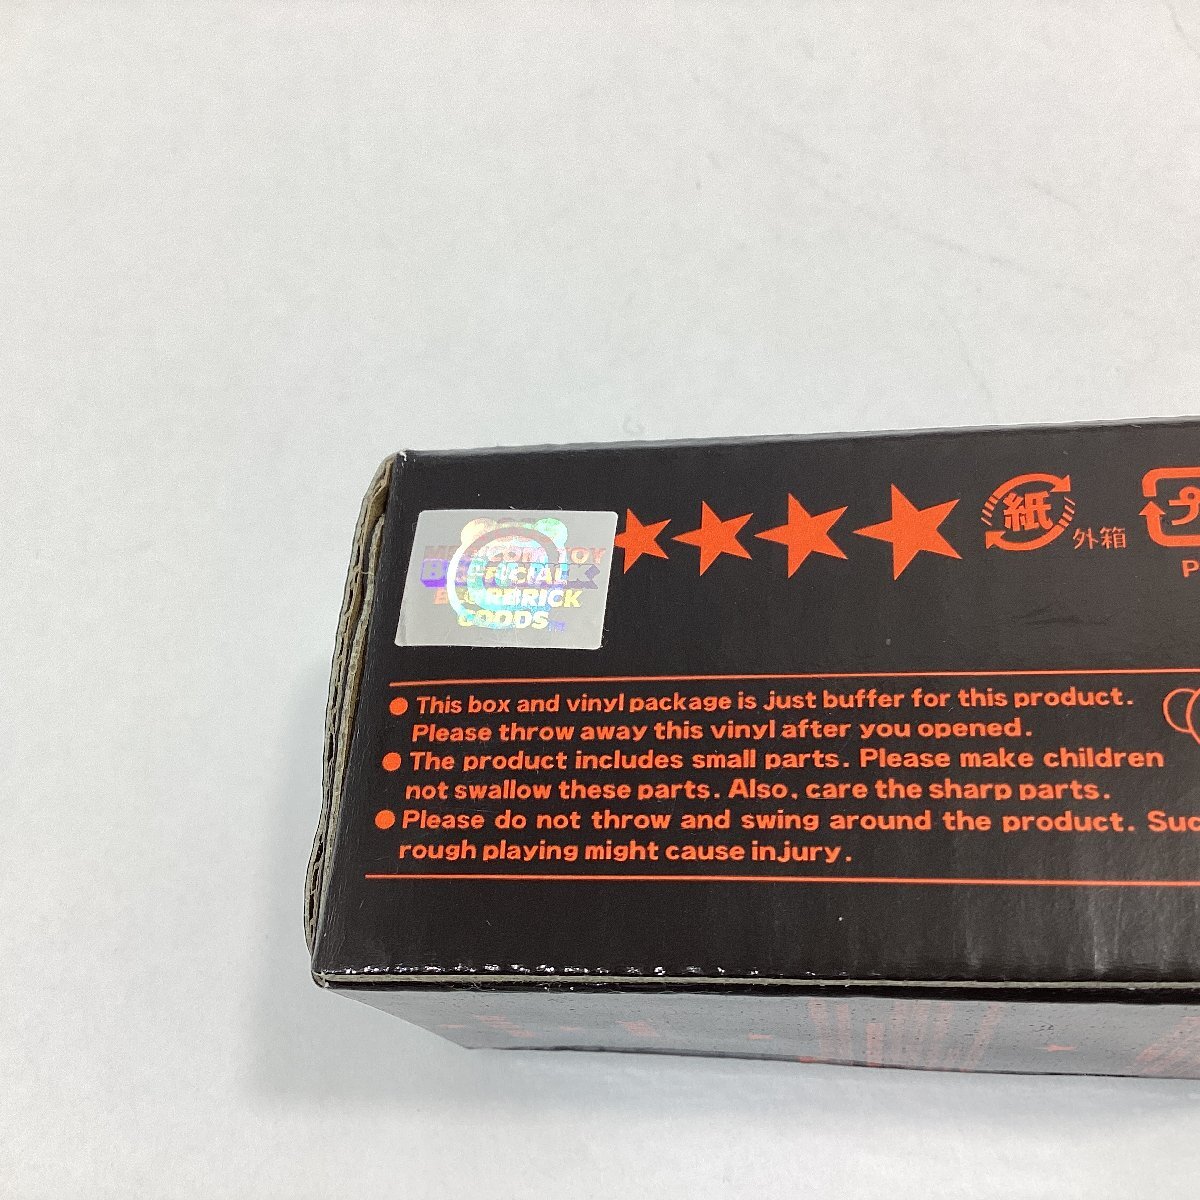 MEDICOM TOY
BE@RBRICK
OFFICIAL
BE@RBRICK
GOODS
紙 外箱
プ
P
● This box and vinyl package is just buffer for this product.
Please throw away this vinyl after you opened.
● The product includes small parts. Please make children
not swallow these parts. Also, care the sharp parts.
● Please do not throw and swing around the product. Suc
rough playing might cause injury.